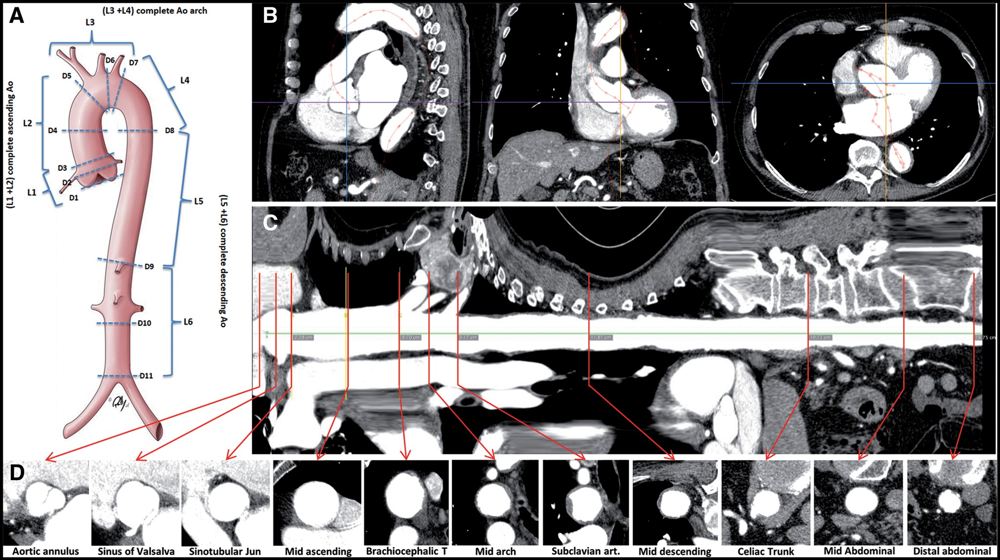 A
(L3 +L4) complete Ao arch
L3
D6
D7
D5
L4
L2
D4
D8
(L1 +L2) complete ascending Ao
D3
D2
L1
D1
L5
(L5 +L6) complete descending Ao
D9
D10
L6
D11
B
C
2.28 cm
9.70 cm
5.17 cm
11.87 cm
19.72 cm
15.75 cm
D
Aortic annulus
Sinus of Valsalva
Sinotubular Jun
Mid ascending
Brachiocephalic T
Mid arch
Subclavian art.
Mid descending
Celiac Trunk
Mid Abdominal
Distal abdominal